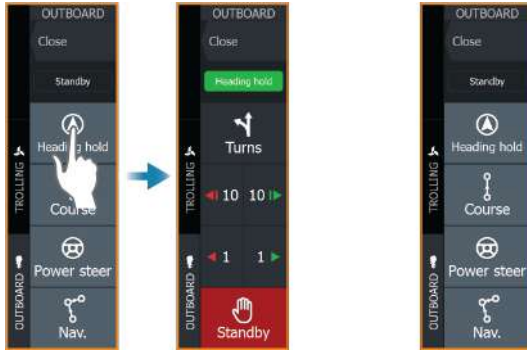 OUTBOARD
Close
Standby
Heading hold
Course
Power steer
Nav.
TROLLING
OUTBOARD
OUTBOARD
Close
Heading hold
Turns
10 10
1 1
Standby
TROLLING
OUTBOARD
OUTBOARD
Close
Standby
Heading hold
Course
Power steer
Nav.
TROLLING
OUTBOARD